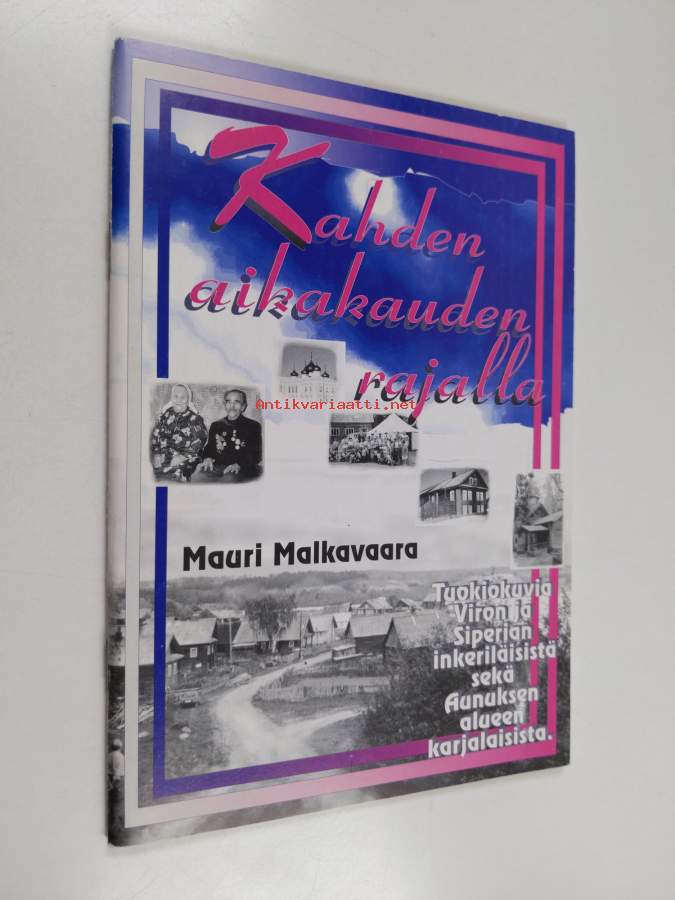 Kahden
aikakauden
rajalla
Antikvariaatti.net
Mauri Malkavaara
Tuokiokuvia
Viron ja
Siperian
inkeriläisistä
sekä
Aunuksen
alueen
karjalaisista.